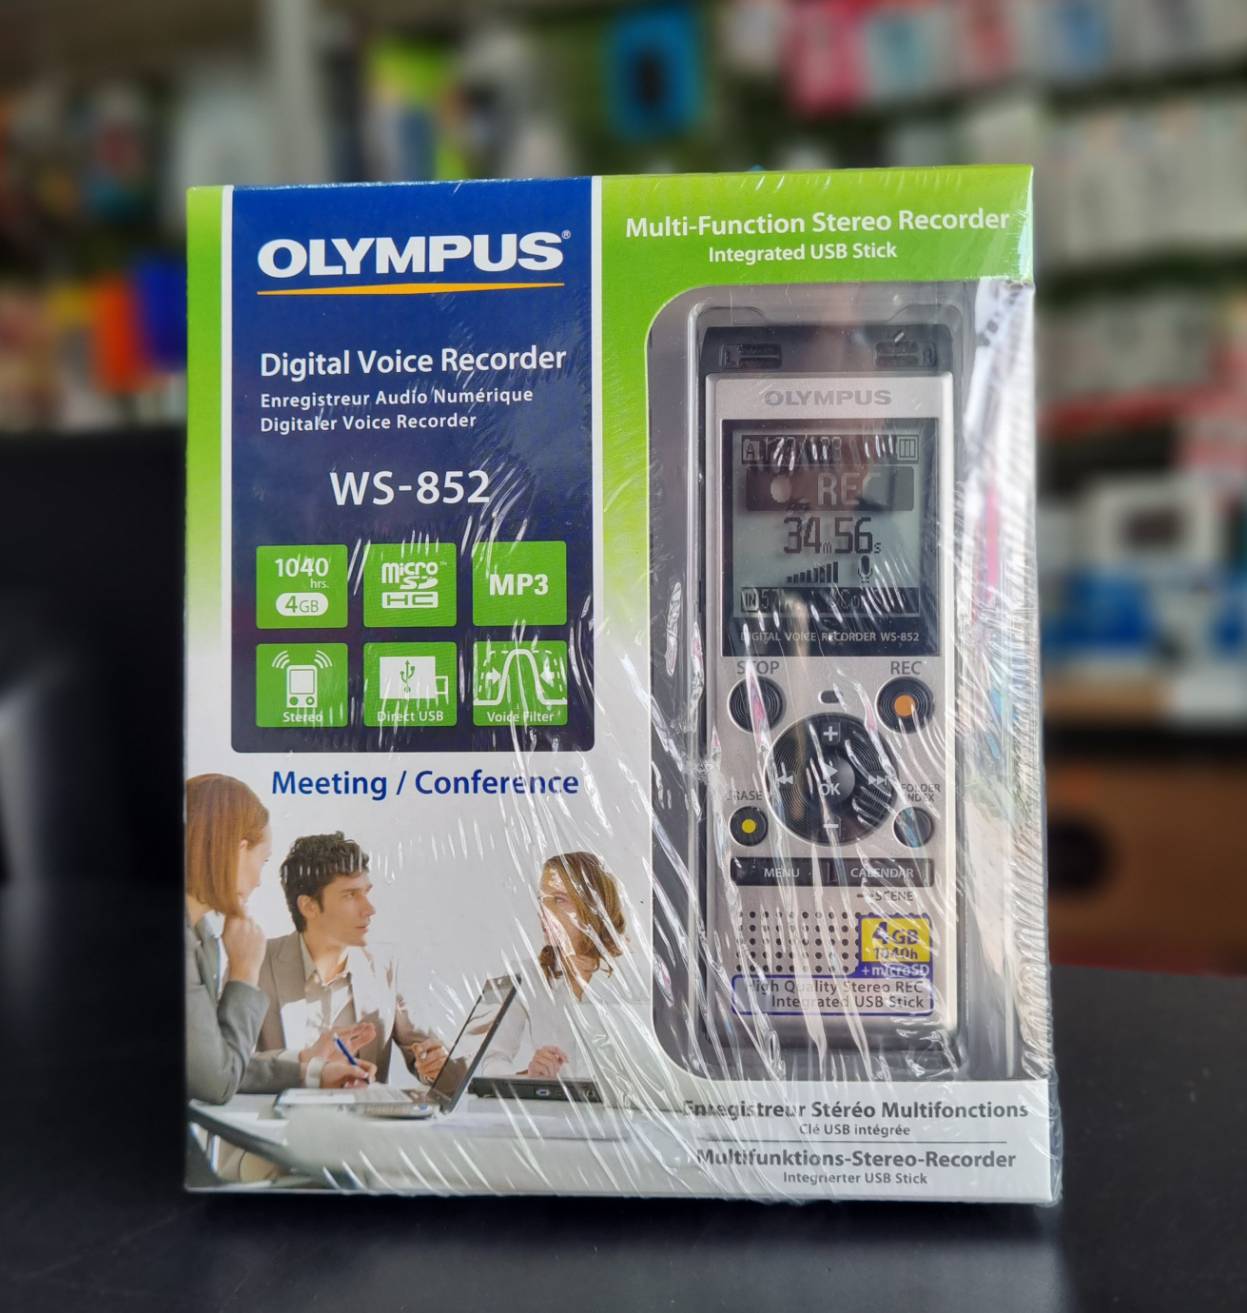 OLYMPUS®
Digital Voice Recorder
Enregistreur Audio Numérique
Digitaler Voice Recorder
WS-852
1040
hrs.
4GB
micro
SD
HC
MP3
Stereo
Direct USB
Voice Filter
Meeting / Conference
Multi-Function Stereo Recorder
Integrated USB Stick
OLYMPUS
REC
34m56s
DIGITAL VOICE RECORDER WS-852
STOP
REC
+
OK
–
ERASE
FOLDER
INDEX
MENU
CALENDAR
SCENE
4GB
1040h
+microSD
High Quality Stereo REC
Integrated USB Stick
Enregistreur Stéréo Multifonctions
Clé USB intégrée
Multifunktions-Stereo-Recorder
Integrierter USB Stick